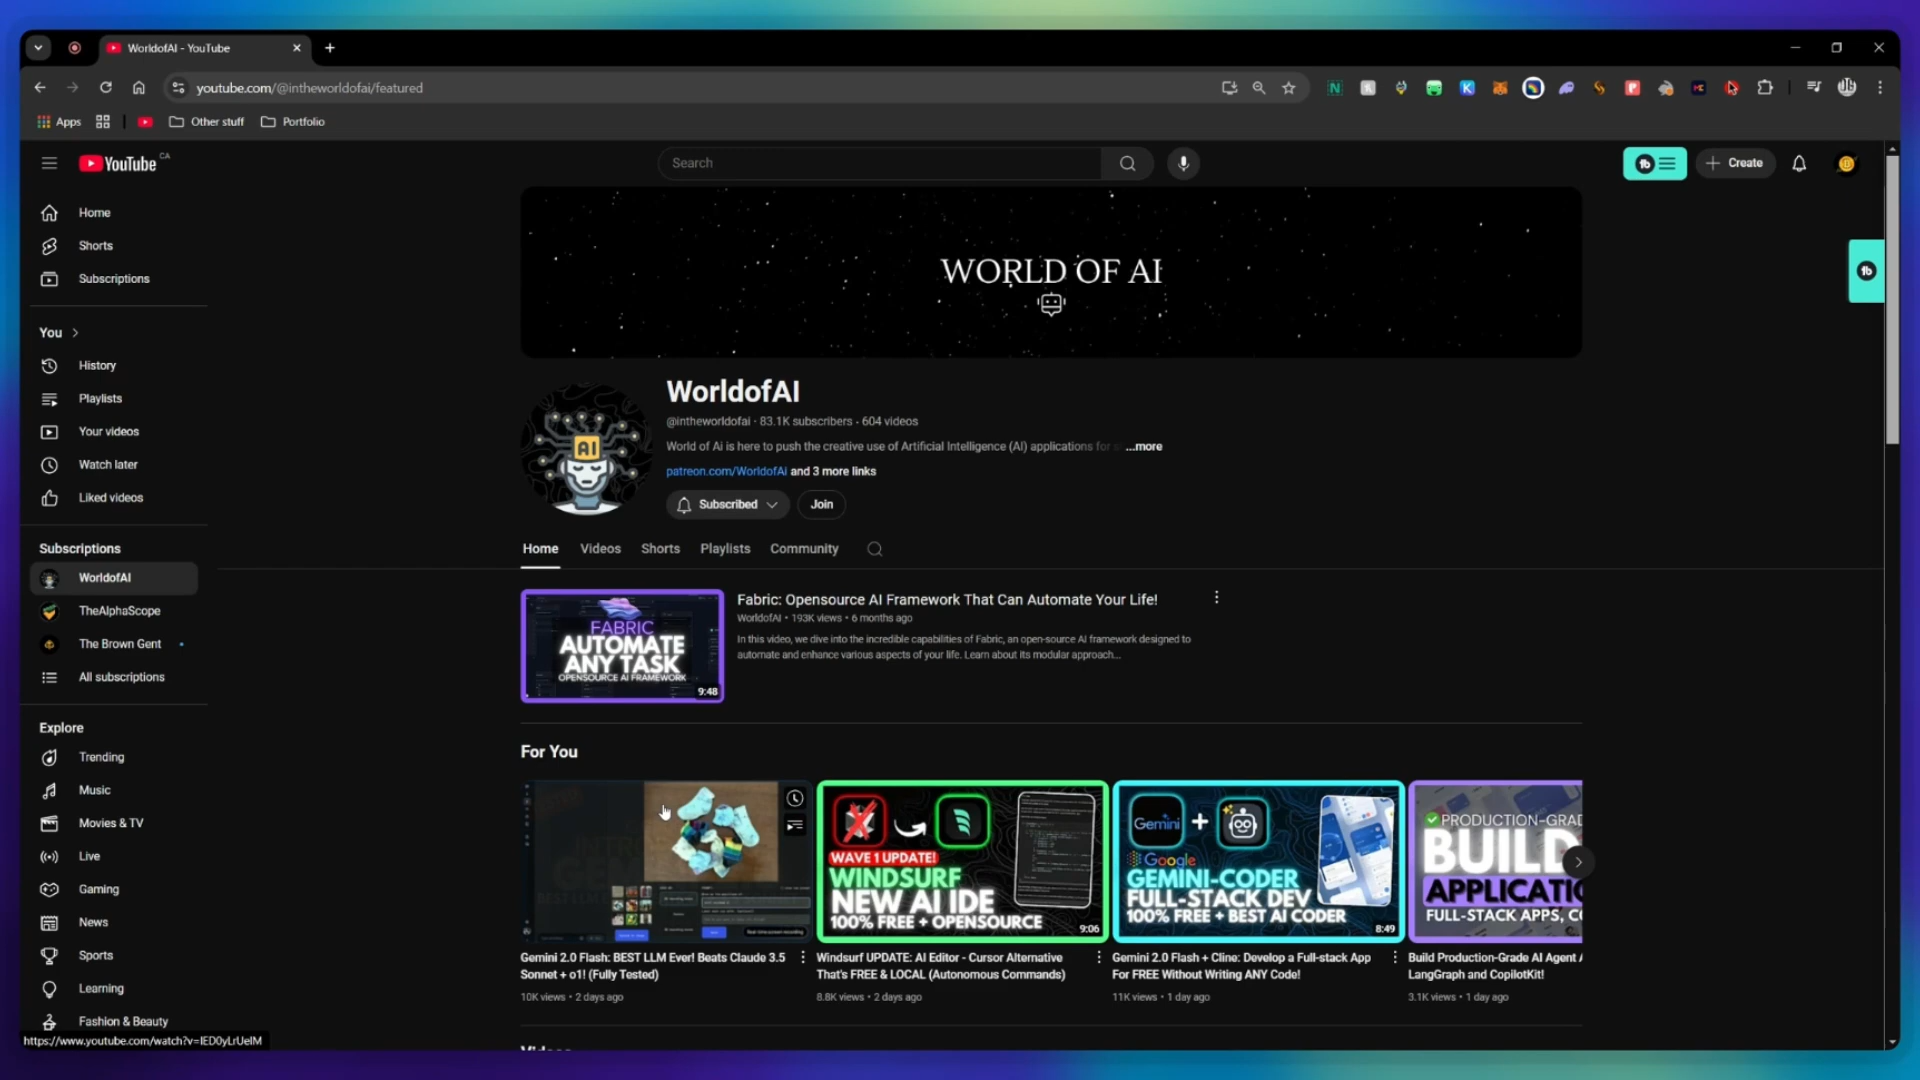 WorldofAI - YouTube
youtube.com/@intheworldofai/featured
Apps
Other stuff
Portfolio
YouTube CA
Search
Create
Home
Shorts
Subscriptions
You
History
Playlists
Your videos
Watch later
Liked videos
Subscriptions
WorldofAI
TheAlphaScope
The Brown Gent
All subscriptions
Explore
Trending
Music
Movies & TV
Live
Gaming
News
Sports
Learning
Fashion & Beauty
https://www.youtube.com/watch?v=IED0yLrUeIM
WORLD OF AI
AI
WorldofAI
@intheworldofai · 83.1K subscribers · 604 videos
World of Ai is here to push the creative use of Artificial Intelligence (AI) applications for ...more
patreon.com/WorldofAI and 3 more links
Subscribed
Join
Home
Videos
Shorts
Playlists
Community
FABRIC
AUTOMATE
ANY TASK
OPENSOURCE AI FRAMEWORK
9:48
Fabric: Opensource AI Framework That Can Automate Your Life!
WorldofAI • 193K views • 6 months ago
In this video, we dive into the incredible capabilities of Fabric, an open-source AI framework designed to
automate and enhance various aspects of your life. Learn about its modular approach...
For You
Gemini 2.0 Flash: BEST LLM Ever! Beats Claude 3.5
Sonnet + o1! (Fully Tested)
10K views • 2 days ago
WAVE 1 UPDATE!
WINDSURF
NEW AI IDE
100% FREE + OPENSOURCE
9:06
Windsurf UPDATE: AI Editor - Cursor Alternative
That's FREE & LOCAL (Autonomous Commands)
8.8K views • 2 days ago
Gemini +
Google
GEMINI-CODER
FULL-STACK DEV
100% FREE + BEST AI CODER
8:49
Gemini 2.0 Flash + Cline: Develop a Full-stack App
For FREE Without Writing ANY Code!
11K views • 1 day ago
PRODUCTION-GRAD
BUILD
APPLICATIO
FULL-STACK APPS, CO
Build Production-Grade AI Agent
LangGraph and CopilotKit!
3.1K views • 1 day ago
Videos